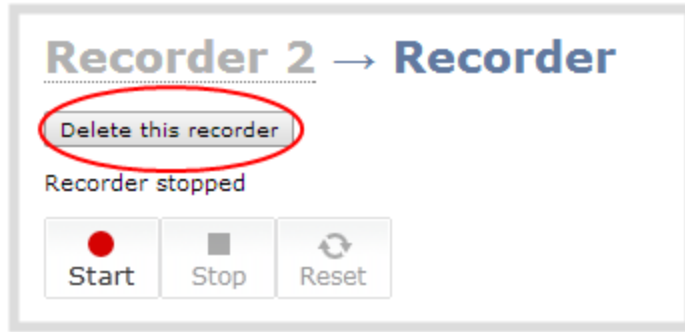 Recorder 2 → Recorder
Delete this recorder
Recorder stopped
Start Stop Reset